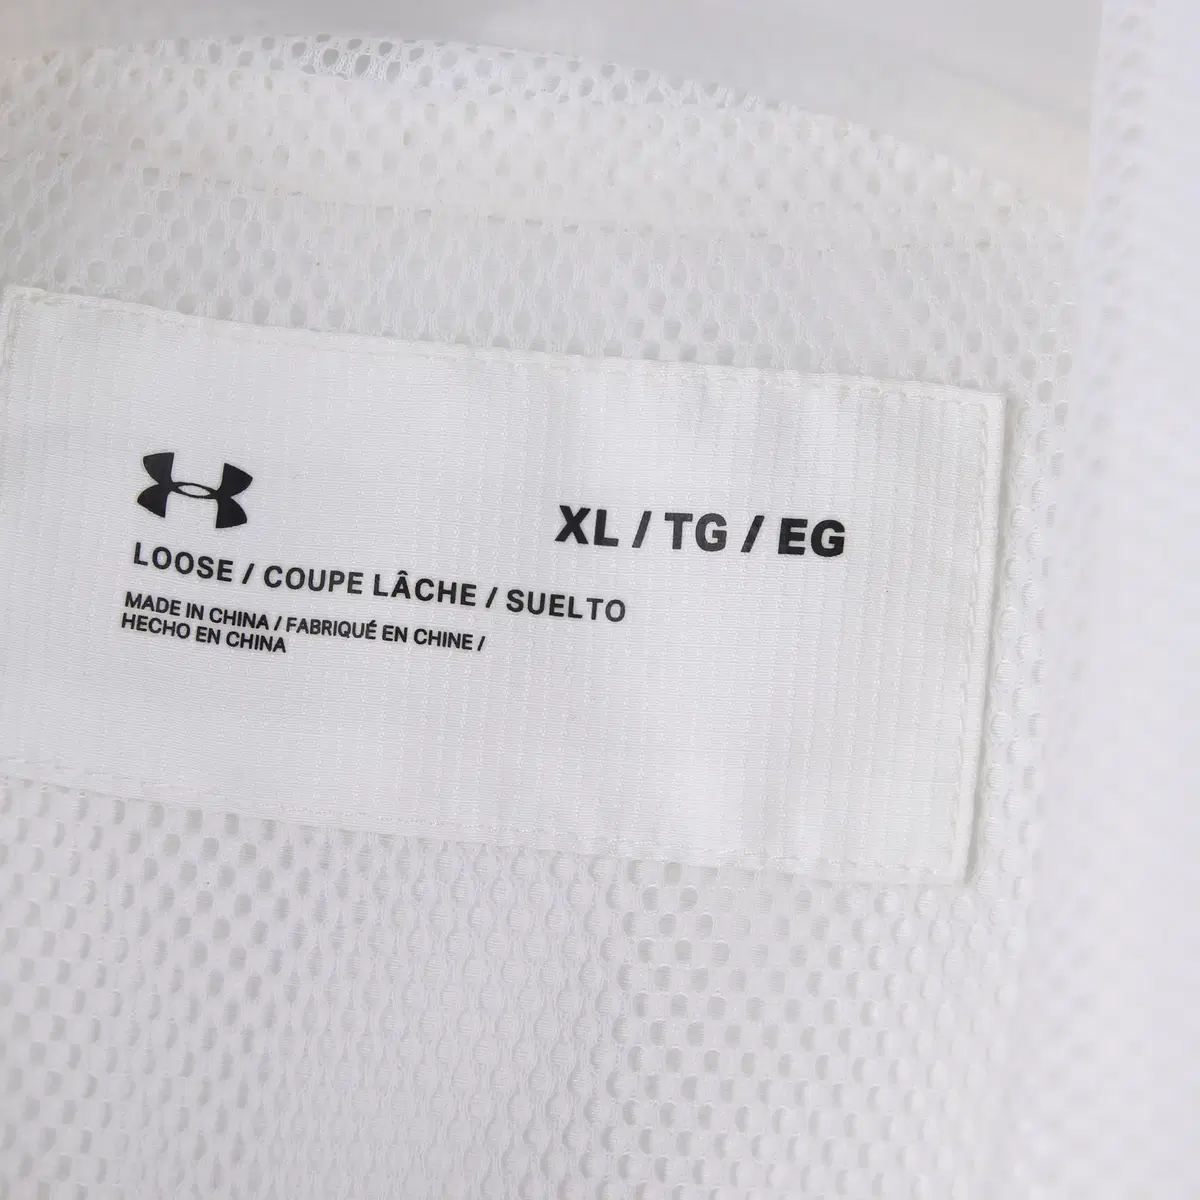 XL / TG / EG
LOOSE / COUPE LÂCHE / SUELTO
MADE IN CHINA / FABRIQUÉ EN CHINE /
HECHO EN CHINA